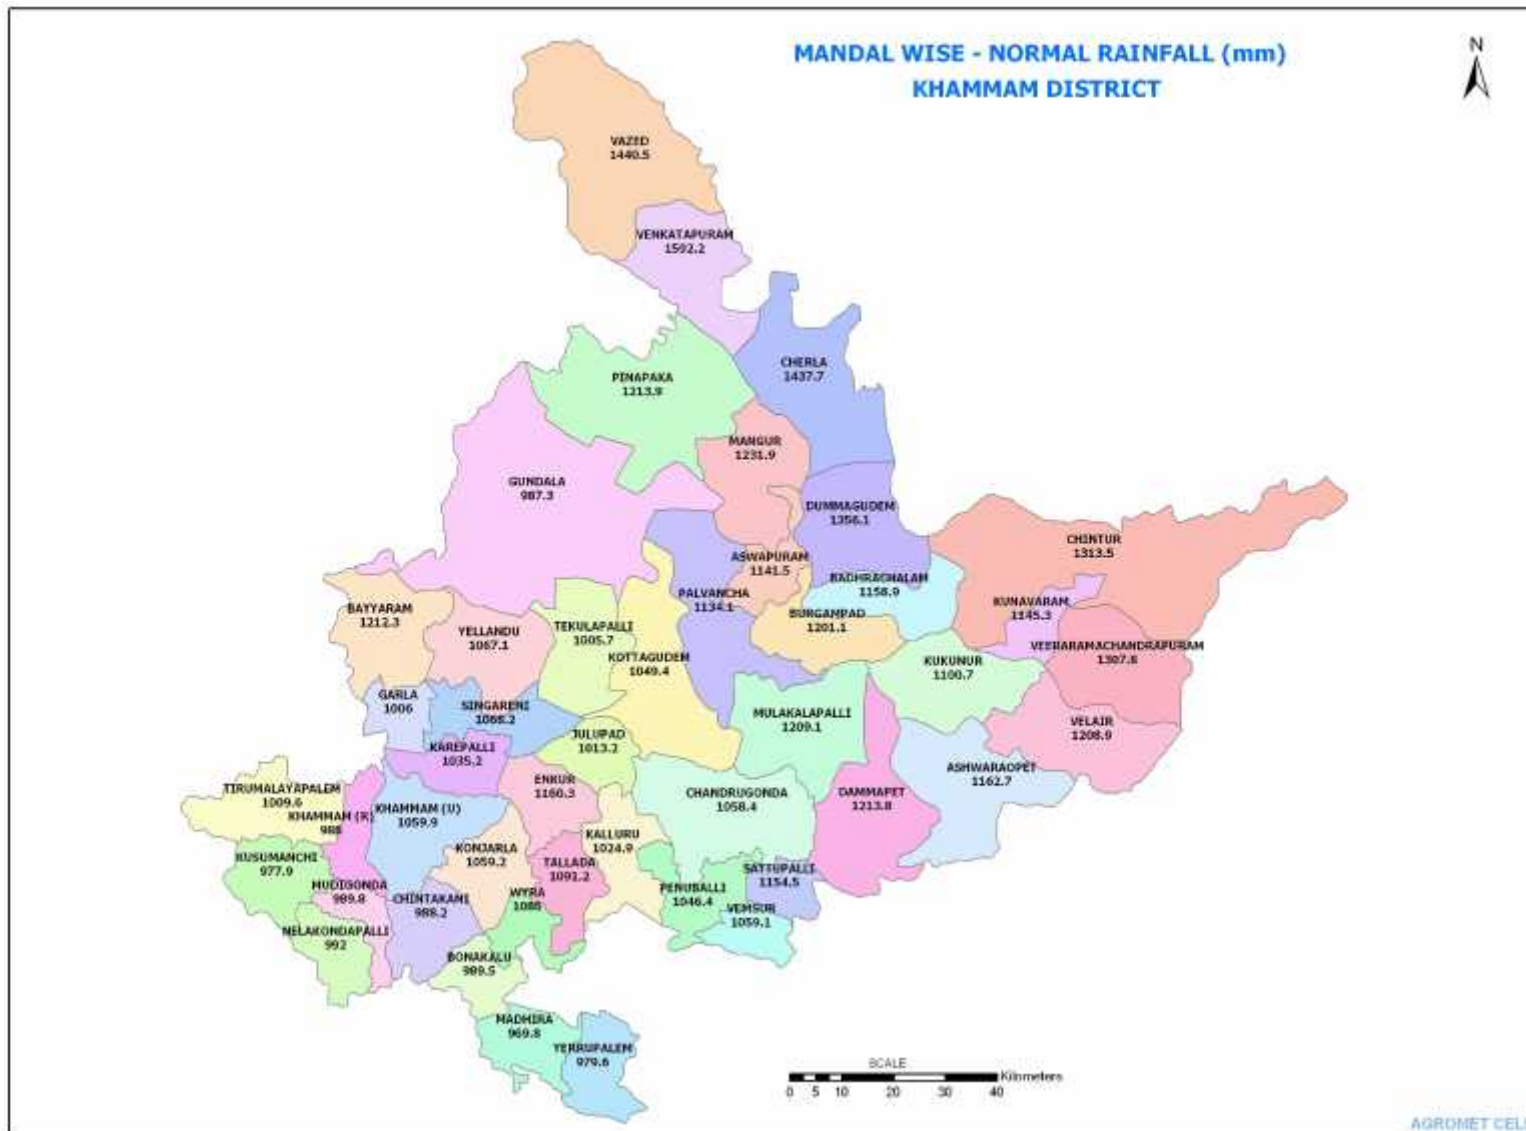 MANDAL WISE - NORMAL RAINFALL (mm)
KHAMMAM DISTRICT
N
VAZED
1440.5
VENKATAPURAM
1592.2
CHERLA
1437.7
PINAPAKA
1213.9
MANGUR
1231.9
GUNDALA
987.3
DUMMAGUDEM
1356.1
CHINTUR
1313.5
ASWAPURAM
1141.5
BADHRACHALAM
1158.9
PALVANCHA
1134.1
KUNAVARAM
1145.3
BAYYARAM
1212.3
BURGAMPAD
1201.1
YELLANDU
1067.1
TEKULAPALLI
1005.7
VEERARAMACHANDRAPURAM
1307.8
KOTTAGUDEM
1049.4
KUKUNUR
1100.7
GARLA
1006
SINGARENI
1068.2
MULAKALAPALLI
1209.1
VELAIR
1208.9
JULUPAD
1013.2
KAREPALLI
1035.2
ASHWARAOPET
1162.7
ENKUR
1160.3
TIRUMALAYAPALEM
1009.6
CHANDRUGONDA
1058.4
DAMMAPET
1213.8
KHAMMAM (R)
986
KHAMMAM (U)
1059.9
KALLURU
1024.9
KONJARLA
1059.2
KUSUMANCHI
977.9
TALLADA
1091.2
SATTUPALLI
1154.5
MUDIGONDA
989.8
CHINTAKANI
988.2
WYRA
1086
PENUBALLI
1046.4
VEMSUR
1059.1
NELAKONDAPALLI
992
BONAKALU
989.5
MADHIRA
969.8
YERRUPALEM
979.6
SCALE
Kilometers
0 5 10 20 30 40
AGROMET CELL